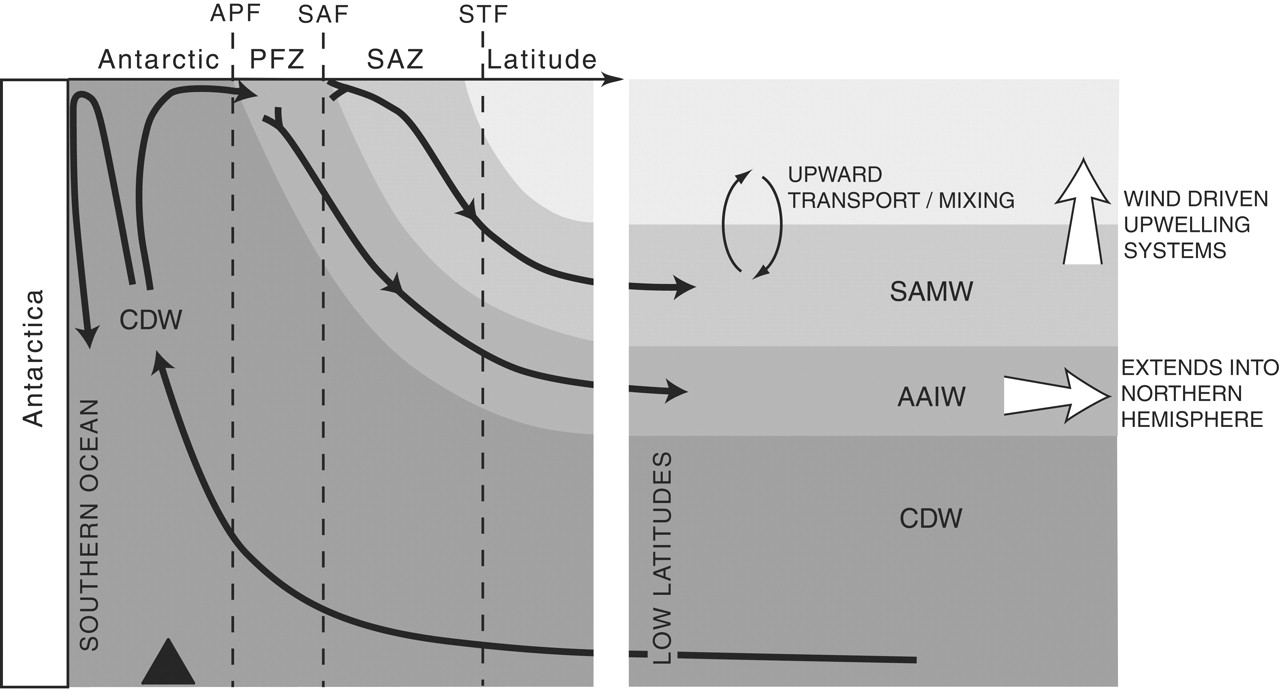 APF SAF STF
Antarctic PFZ SAZ Latitude
Antarctica
SOUTHERN OCEAN
CDW
LOW LATITUDES
UPWARD
TRANSPORT / MIXING
WIND DRIVEN
UPWELLING
SYSTEMS
SAMW
AAIW
EXTENDS INTO
NORTHERN
HEMISPHERE
CDW